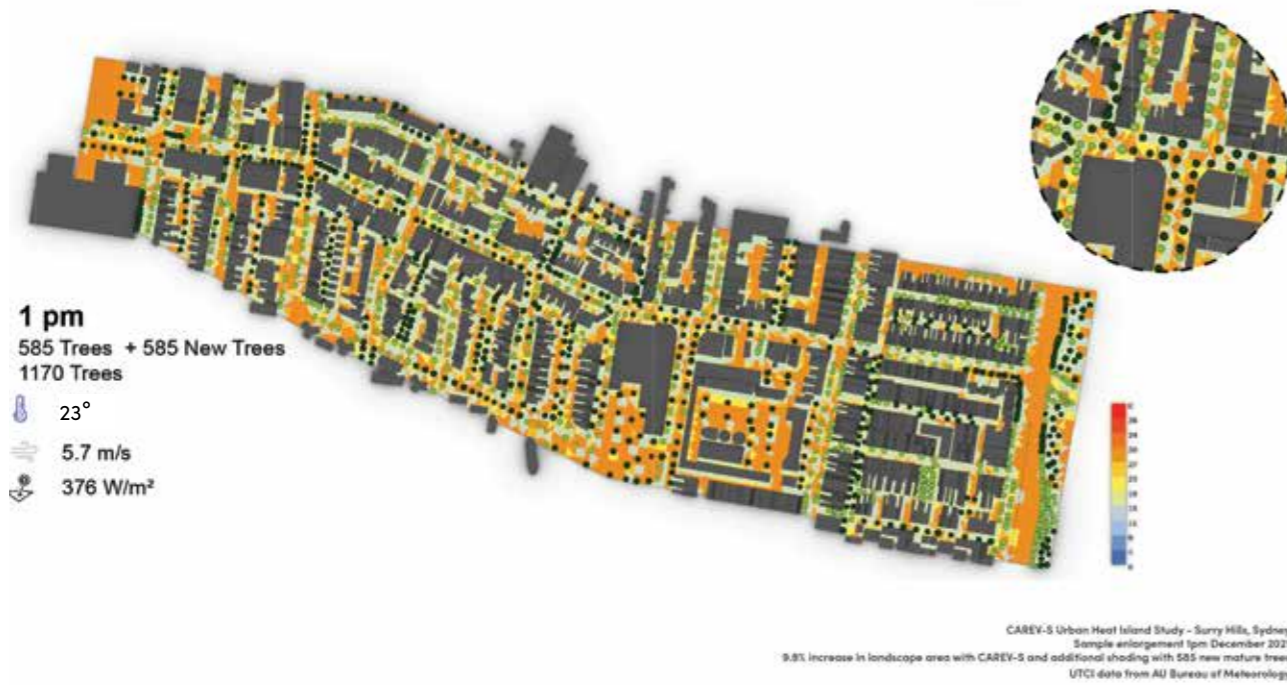 1 pm
585 Trees + 585 New Trees
1170 Trees
23°
5.7 m/s
376 W/m²
CAREV-S Urban Heat Island Study - Surry Hills, Sydney
Sample enlargement 1pm December
9.8% increase in landscape area with CAREV-S and additional shading with 585 new mature trees
UTCI data from AU Bureau of Meteorology